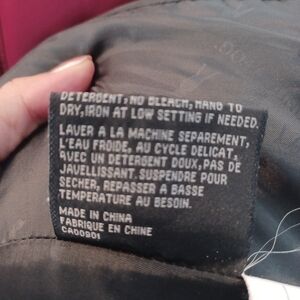 DETERGENT, NO BLEACH, HANG TO
DRY, IRON AT LOW SETTING IF NEEDED.
LAVER A LA MACHINE SEPAREMENT,
L'EAU FROIDE, AU CYCLE DELICAT,
AVEC UN DETERGENT DOUX, PAS DE
JAVELLISSANT. SUSPENDRE POUR
SECHER, REPASSER A BASSE
TEMPERATURE AU BESOIN.
MADE IN CHINA
FABRIQUE EN CHINE
CA00901